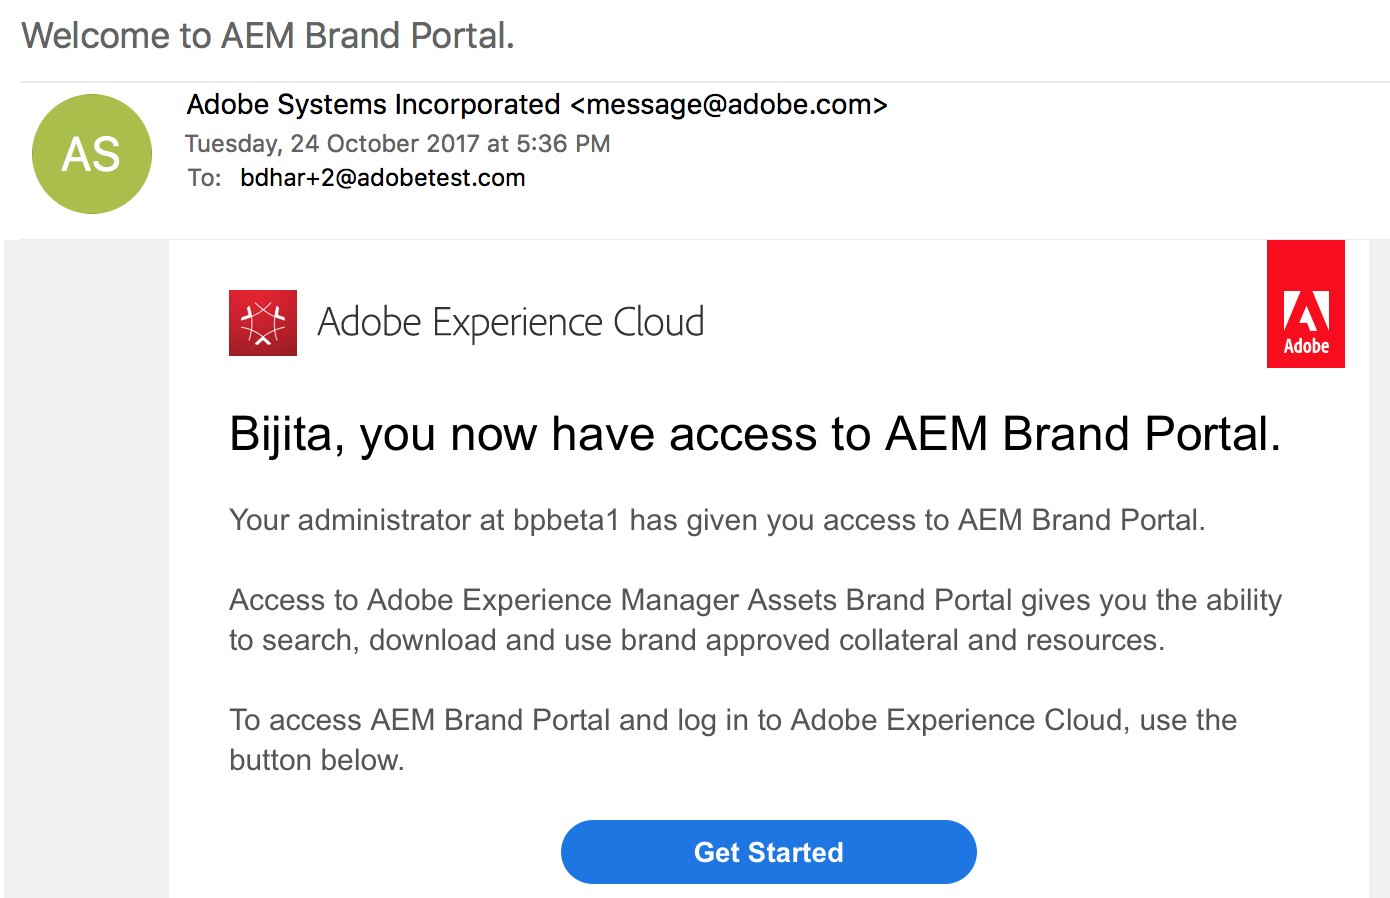 Welcome to AEM Brand Portal.
AS
Adobe Systems Incorporated <message@adobe.com>
Tuesday, 24 October 2017 at 5:36 PM
To: bdhar+2@adobetest.com
Adobe Experience Cloud
Adobe
Bijita, you now have access to AEM Brand Portal.
Your administrator at bpbeta1 has given you access to AEM Brand Portal.
Access to Adobe Experience Manager Assets Brand Portal gives you the ability
to search, download and use brand approved collateral and resources.
To access AEM Brand Portal and log in to Adobe Experience Cloud, use the
button below.
Get Started